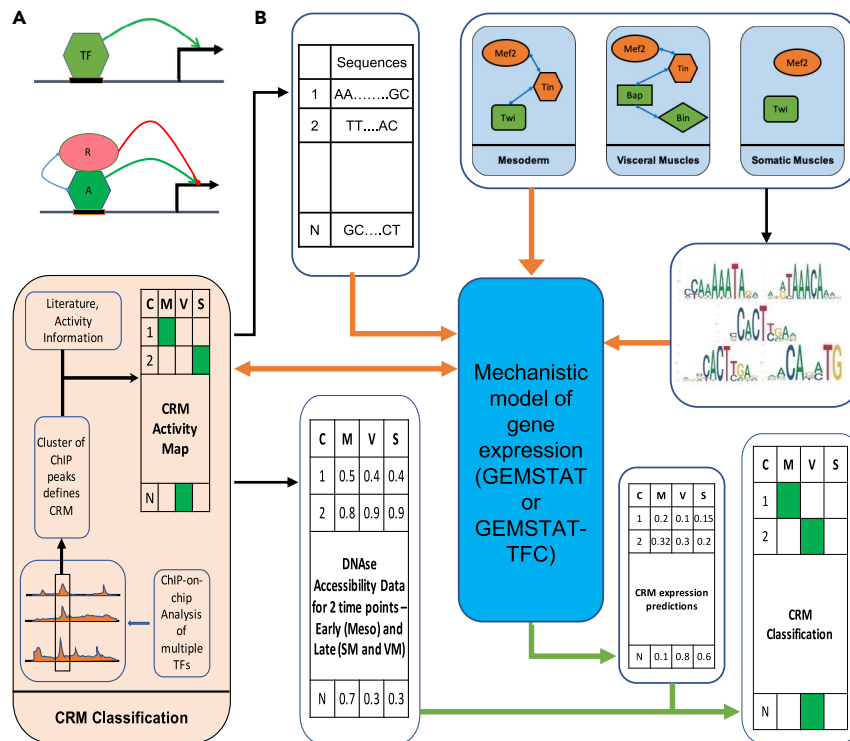 A
TF
R
A
Literature,
Activity
Information
C M V S
1
2
CRM
Activity
Map
N
Cluster of
ChIP
peaks
defines
CRM
ChIP-on-
chip
Analysis
of
multiple
TFs
CRM Classification
B
Sequences
1 AA........GC
2 TT....AC
N GC....CT
Mef2
Tin
Twi
Mesoderm
Mef2
Tin
Bap
Bin
Visceral Muscles
Mef2
Twi
Somatic Muscles
Mechanistic
model of
gene
expression
(GEMSTAT
or
GEMSTAT-
TFC)
C M V S
1 0.5 0.4 0.4
2 0.8 0.9 0.9
DNAse
Accessibility Data
for 2 time points –
Early (Meso) and
Late (SM and VM)
N 0.7 0.3 0.3
C M V S
1 0.2 0.1 0.15
2 0.32 0.3 0.2
CRM expression
predictions
N 0.1 0.8 0.6
C M V S
1
2
CRM
Classification
N